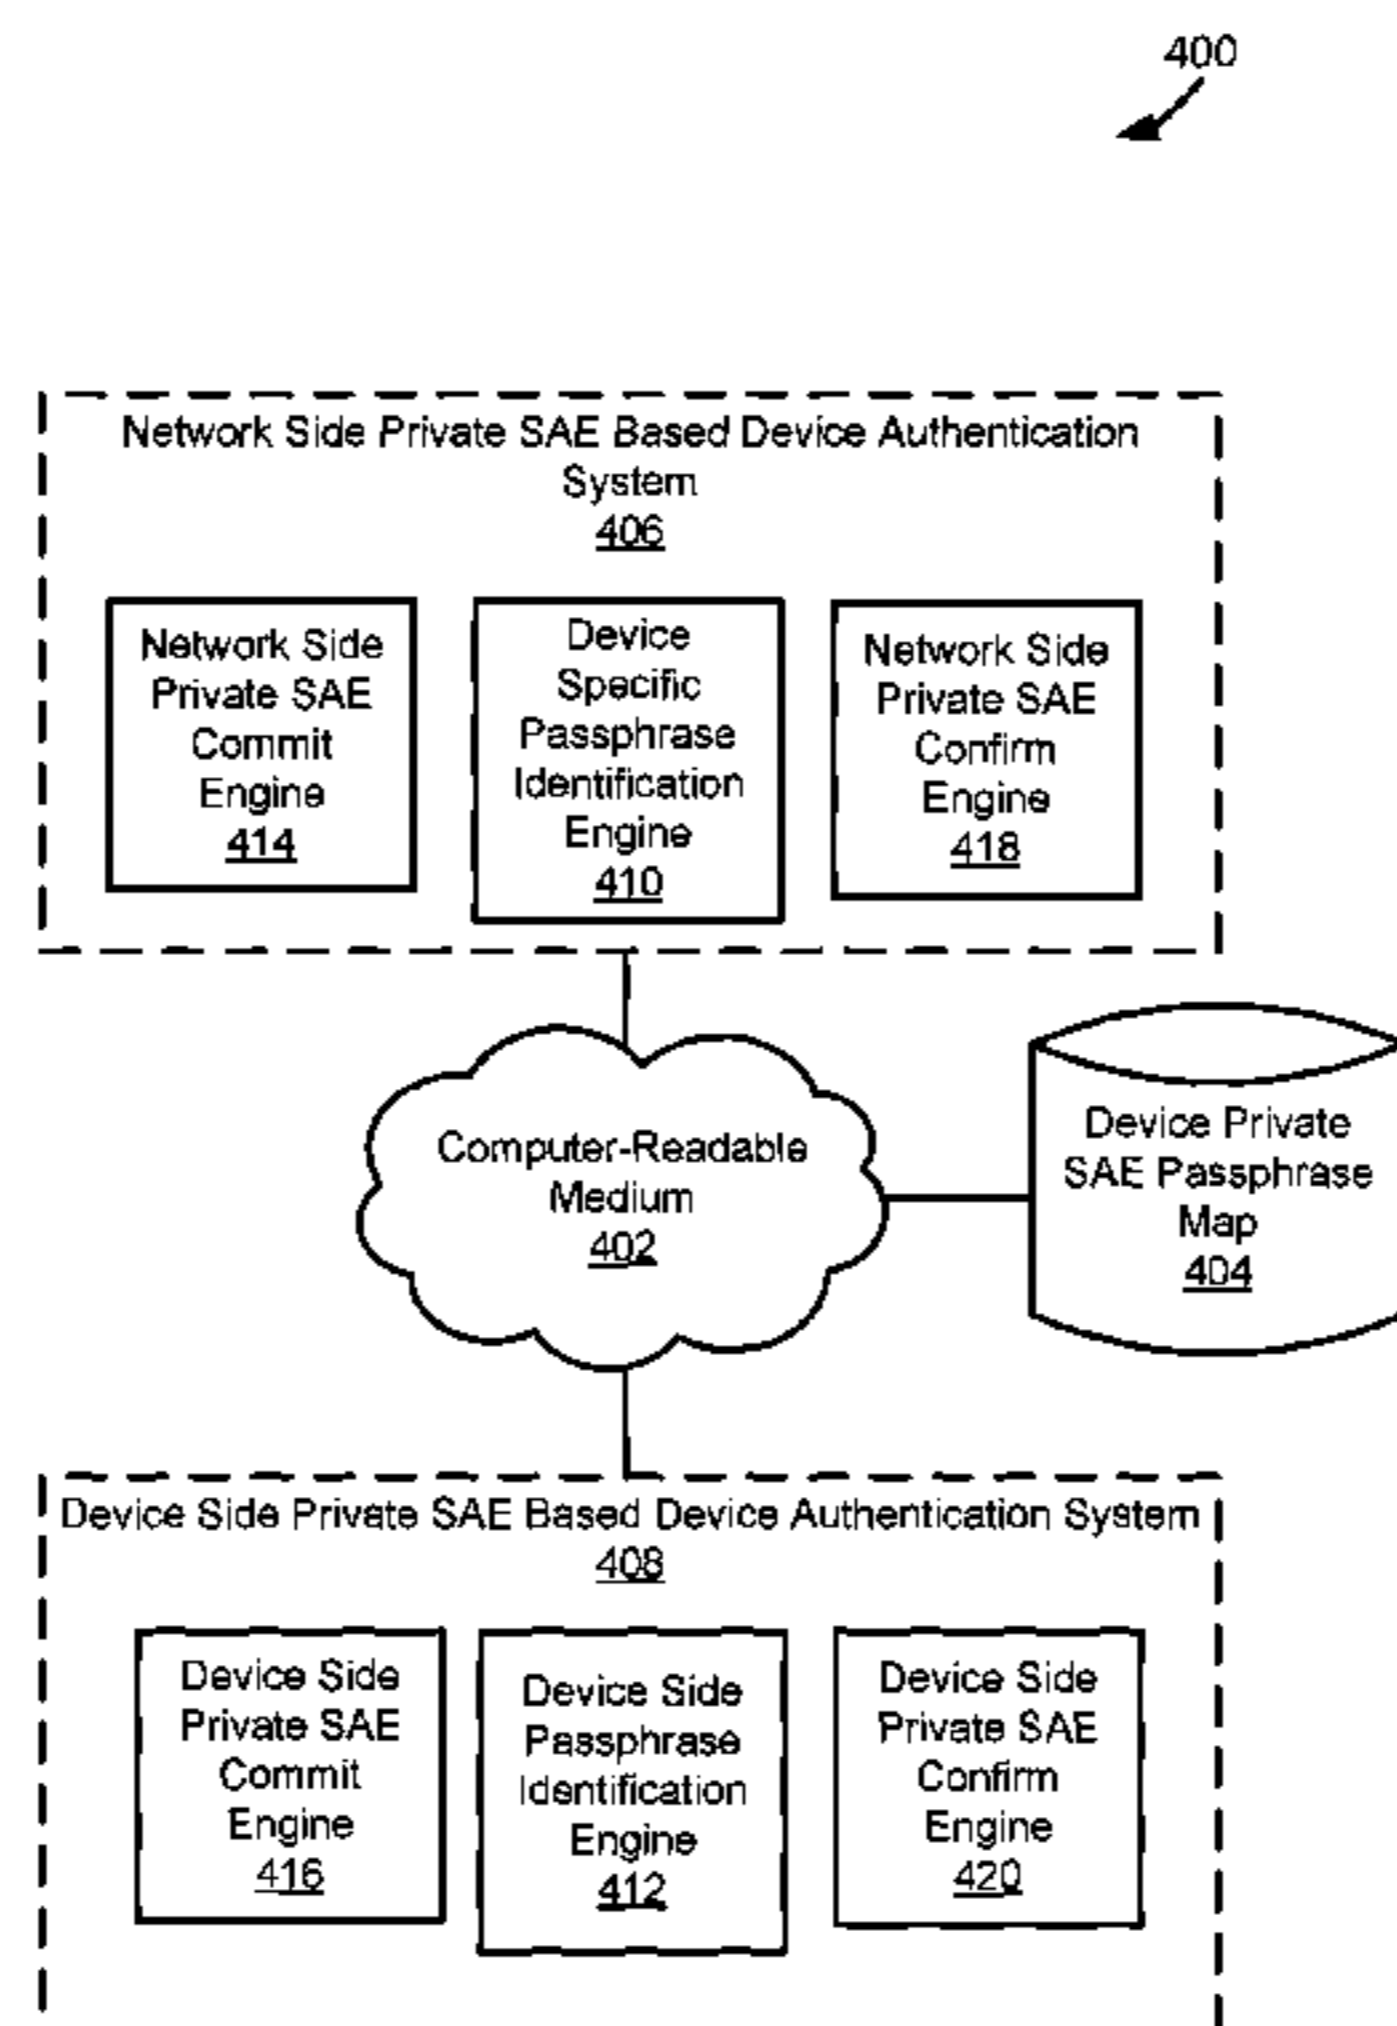 400
Network Side Private SAE Based Device Authentication
System
406
Network Side
Private SAE
Commit
Engine
414
Device
Specific
Passphrase
Identification
Engine
410
Network Side
Private SAE
Confirm
Engine
418
Computer-Readable
Medium
402
Device Private
SAE Passphrase
Map
404
Device Side Private SAE Based Device Authentication System
408
Device Side
Private SAE
Commit
Engine
416
Device Side
Passphrase
Identification
Engine
412
Device Side
Private SAE
Confirm
Engine
420